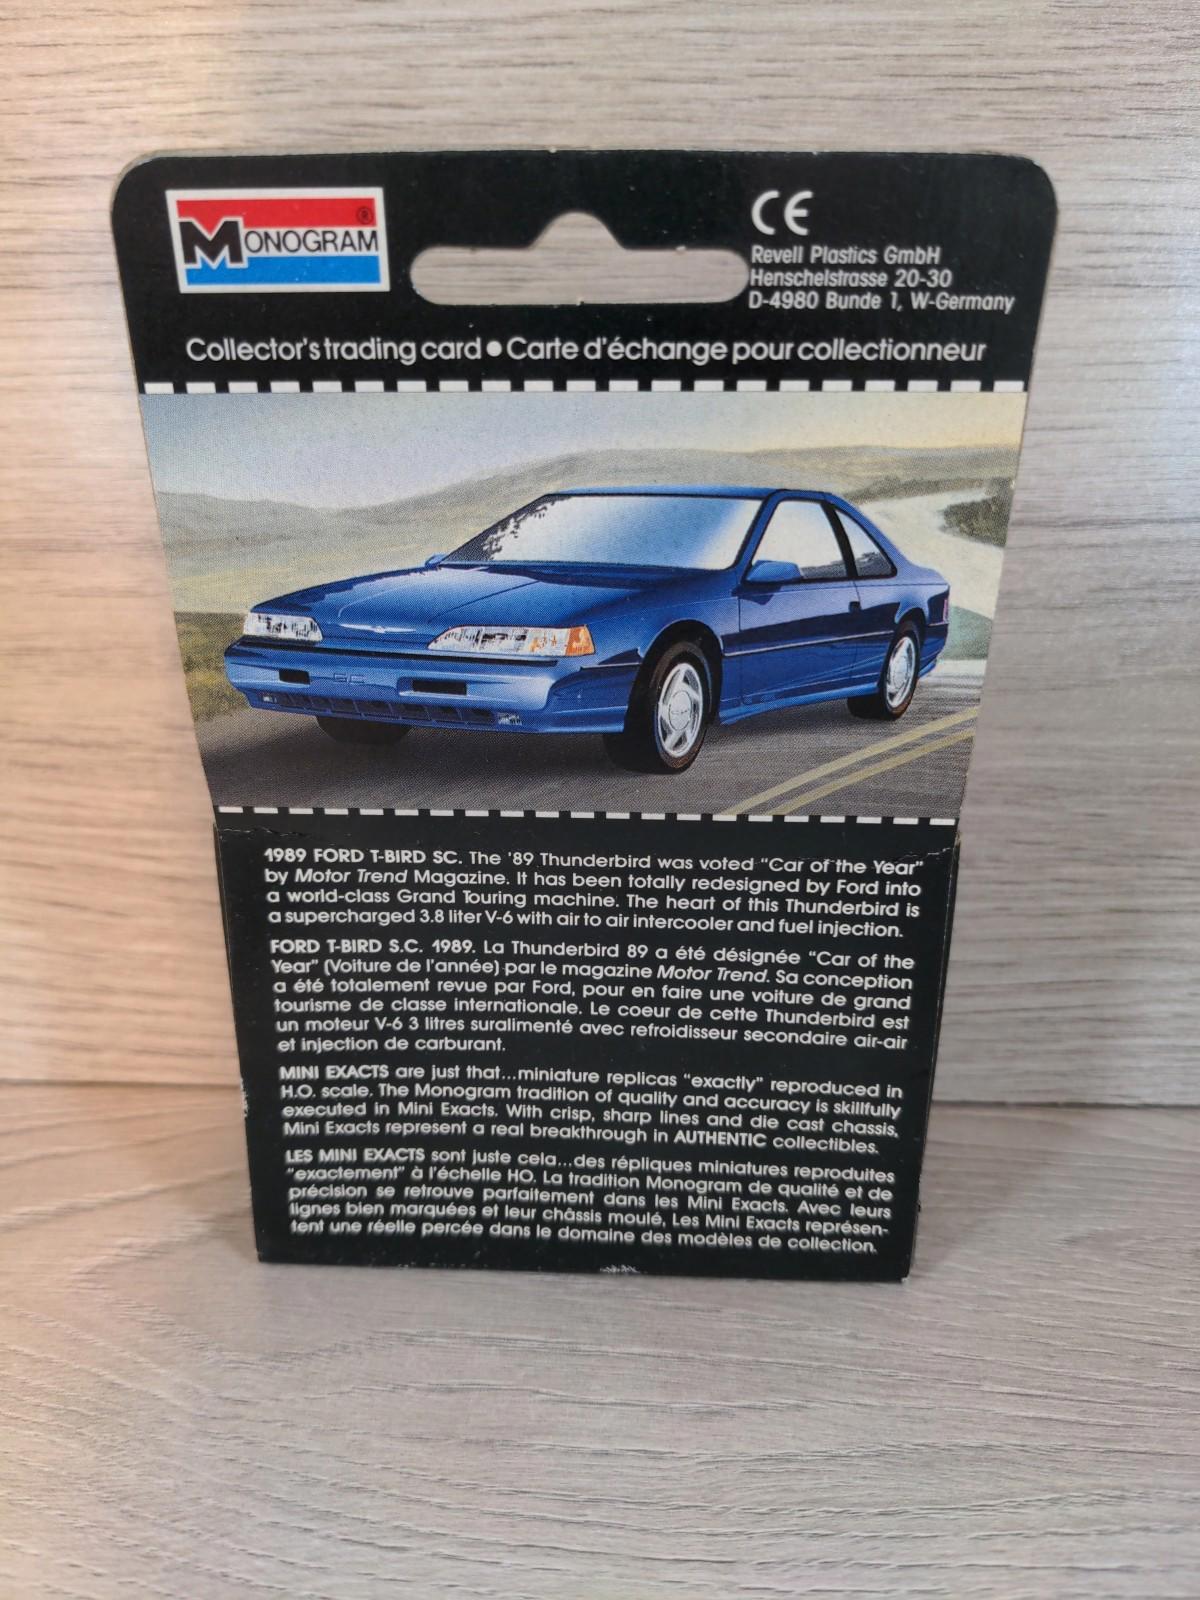 MONOGRAM ®
CE
Revell Plastics GmbH
Henschelstrasse 20-30
D-4980 Bunde 1, W-Germany
Collector's trading card • Carte d'échange pour collectionneur
SC
1989 FORD T-BIRD SC. The '89 Thunderbird was voted "Car of the Year"
by Motor Trend Magazine. It has been totally redesigned by Ford into
a world-class Grand Touring machine. The heart of this Thunderbird is
a supercharged 3.8 liter V-6 with air to air intercooler and fuel injection.
FORD T-BIRD S.C. 1989. La Thunderbird 89 a été désignée "Car of the
Year" (Voiture de l'année) par le magazine Motor Trend. Sa conception
a été totalement revue par Ford, pour en faire une voiture de grand
tourisme de classe internationale. Le coeur de cette Thunderbird est
un moteur V-6 3 litres suralimenté avec refroidisseur secondaire air-air
et injection de carburant.
MINI EXACTS are just that...miniature replicas "exactly" reproduced in
H.O. scale. The Monogram tradition of quality and accuracy is skillfully
executed in Mini Exacts. With crisp, sharp lines and die cast chassis,
Mini Exacts represent a real breakthrough in AUTHENTIC collectibles.
LES MINI EXACTS sont juste cela...des répliques miniatures reproduites
"exactement" à l'échelle HO. La tradition Monogram de qualité et de
précision se retrouve parfaitement dans les Mini Exacts. Avec leurs
lignes bien marquées et leur châssis moulé, Les Mini Exacts représen-
tent une réelle percée dans le domaine des modèles de collection.